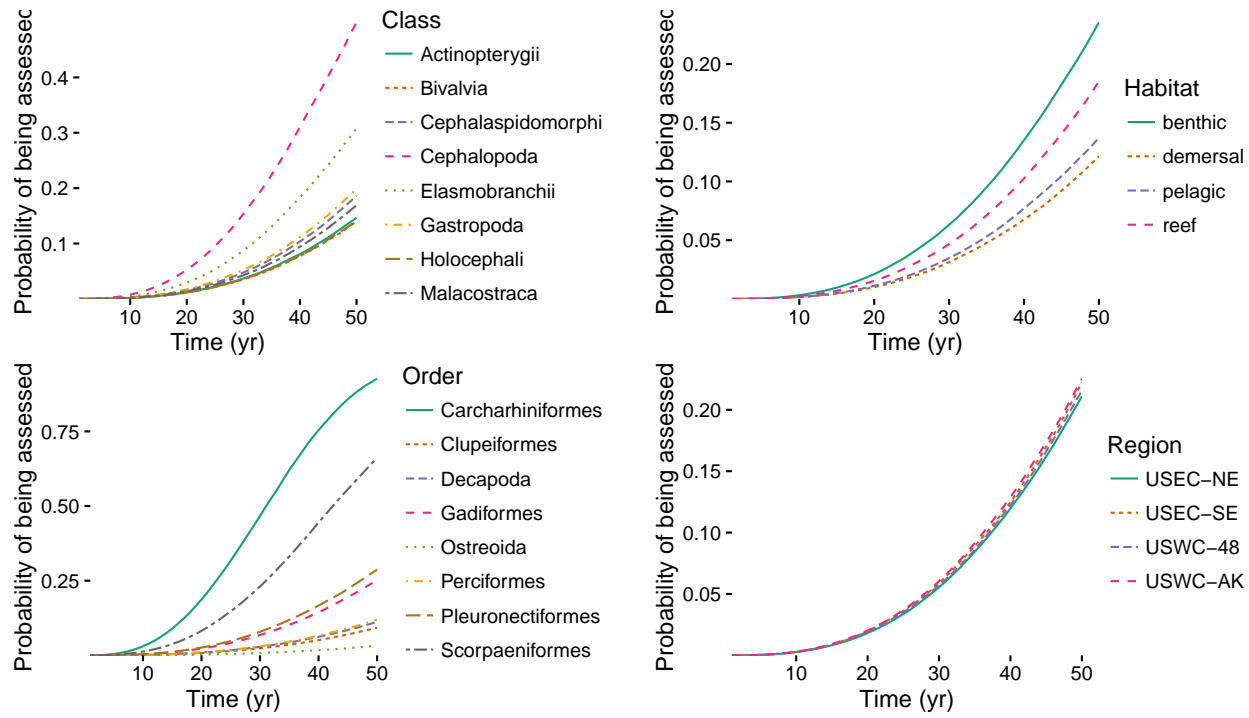 Probability of being assessed
0.4
0.3
0.2
0.1
10 20 30 40 50
Time (yr)
Class
Actinopterygii
Bivalvia
Cephalaspidomorphi
Cephalopoda
Elasmobranchii
Gastropoda
Holocephali
Malacostraca
Probability of being assessed
0.20
0.15
0.10
0.05
10 20 30 40 50
Time (yr)
Habitat
benthic
demersal
pelagic
reef
Probability of being assessed
0.75
0.50
0.25
10 20 30 40 50
Time (yr)
Order
Carcharhiniformes
Clupeiformes
Decapoda
Gadiformes
Ostreoida
Perciformes
Pleuronectiformes
Scorpaeniformes
Probability of being assessed
0.20
0.15
0.10
0.05
10 20 30 40 50
Time (yr)
Region
USEC−NE
USEC−SE
USWC−48
USWC−AK